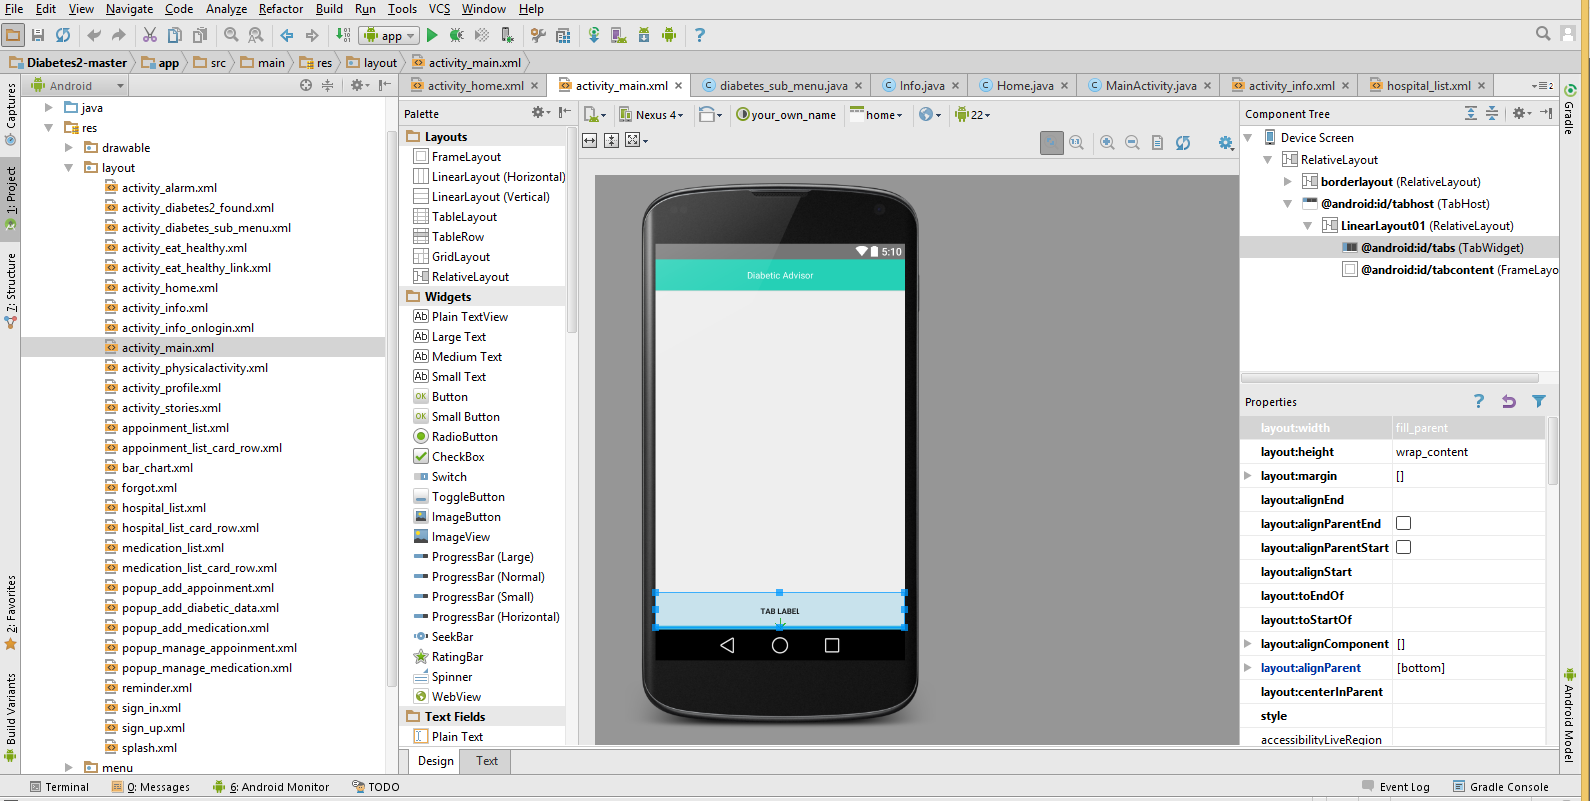 File Edit View Navigate Code Analyze Refactor Build Run Tools VCS Window Help
app
Diabetes2-master app src main res layout activity_main.xml
Android
activity_home.xml activity_main.xml diabetes_sub_menu.java Info.java Home.java MainActivity.java activity_info.xml hospital_list.xml
Captures
1: Project
7: Structure
2: Favorites
Build Variants
java
res
drawable
layout
activity_alarm.xml
activity_diabetes2_found.xml
activity_diabetes_sub_menu.xml
activity_eat_healthy.xml
activity_eat_healthy_link.xml
activity_home.xml
activity_info.xml
activity_info_onlogin.xml
activity_main.xml
activity_physicalactivity.xml
activity_profile.xml
activity_stories.xml
appoinment_list.xml
appoinment_list_card_row.xml
bar_chart.xml
forgot.xml
hospital_list.xml
hospital_list_card_row.xml
medication_list.xml
medication_list_card_row.xml
popup_add_appoinment.xml
popup_add_diabetic_data.xml
popup_add_medication.xml
popup_manage_appoinment.xml
popup_manage_medication.xml
reminder.xml
sign_in.xml
sign_up.xml
splash.xml
menu
Palette
Layouts
FrameLayout
LinearLayout (Horizontal)
LinearLayout (Vertical)
TableLayout
TableRow
GridLayout
RelativeLayout
Widgets
Ab Plain TextView
Ab Large Text
Ab Medium Text
Ab Small Text
OK Button
OK Small Button
RadioButton
CheckBox
Switch
ToggleButton
ImageButton
ImageView
ProgressBar (Large)
ProgressBar (Normal)
ProgressBar (Small)
ProgressBar (Horizontal)
SeekBar
RatingBar
Spinner
WebView
Text Fields
Plain Text
Nexus 4 your_own_name home 22
5:10
Diabetic Advisor
TAB LABEL
Design Text
Component Tree
Device Screen
RelativeLayout
borderlayout (RelativeLayout)
@android:id/tabhost (TabHost)
LinearLayout01 (RelativeLayout)
@android:id/tabs (TabWidget)
@android:id/tabcontent (FrameLayo
Properties
layout:width fill_parent
layout:height wrap_content
layout:margin []
layout:alignEnd
layout:alignParentEnd
layout:alignParentStart
layout:alignStart
layout:toEndOf
layout:toStartOf
layout:alignComponent []
layout:alignParent [bottom]
layout:centerInParent
style
accessibilityLiveRegion
Gradle
Android Model
Terminal 0: Messages 6: Android Monitor TODO Event Log Gradle Console